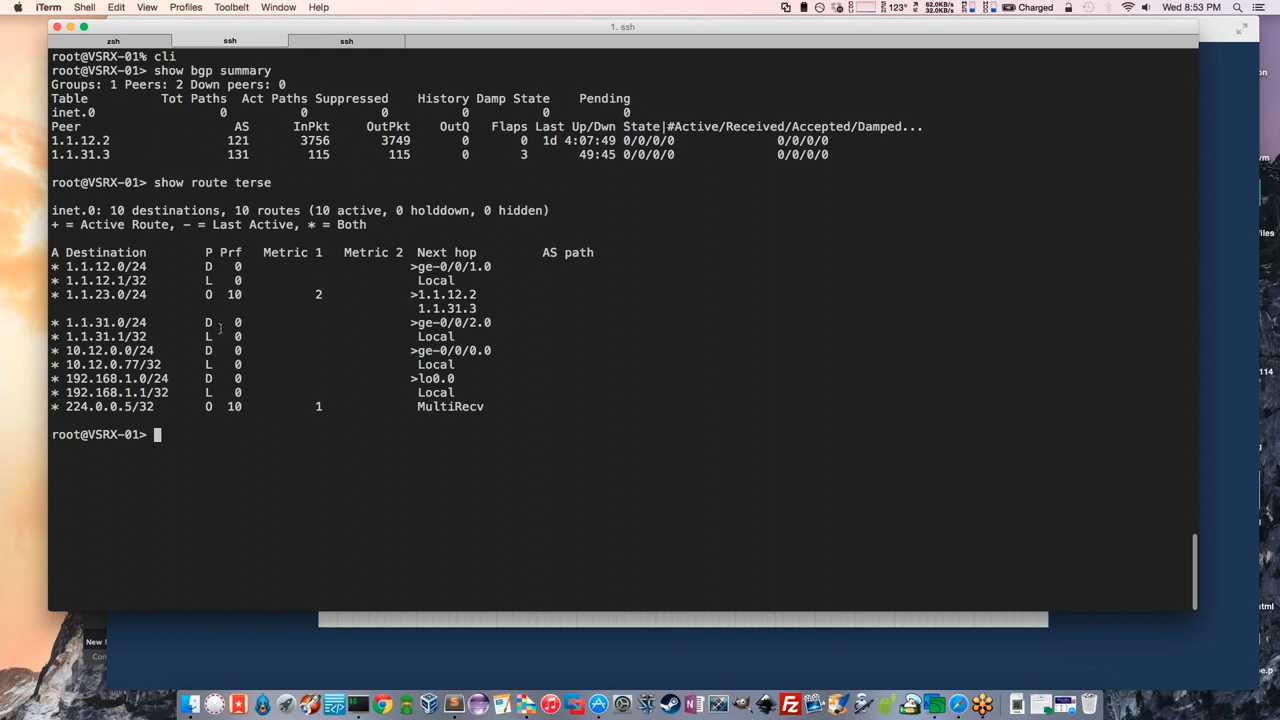 iTerm Shell Edit View Profiles Toolbelt Window Help 123° 62.0KB/s 32.0KB/s Charged Wed 8:53 PM
1. ssh
zsh ssh ssh
root@VSRX-01% cli
root@VSRX-01> show bgp summary
Groups: 1 Peers: 2 Down peers: 0
Table Tot Paths Act Paths Suppressed History Damp State Pending
inet.0 0 0 0 0 0 0
Peer AS InPkt OutPkt OutQ Flaps Last Up/Dwn State|#Active/Received/Accepted/Damped...
1.1.12.2 121 3756 3749 0 0 1d 4:07:49 0/0/0/0 0/0/0/0
1.1.31.3 131 115 115 0 3 49:45 0/0/0/0 0/0/0/0
root@VSRX-01> show route terse
inet.0: 10 destinations, 10 routes (10 active, 0 holddown, 0 hidden)
+ = Active Route, - = Last Active, * = Both
A Destination P Prf Metric 1 Metric 2 Next hop AS path
* 1.1.12.0/24 D 0 >ge-0/0/1.0
* 1.1.12.1/32 L 0 Local
* 1.1.23.0/24 O 10 2 >1.1.12.2
1.1.31.3
* 1.1.31.0/24 D 0 >ge-0/0/2.0
* 1.1.31.1/32 L 0 Local
* 10.12.0.0/24 D 0 >ge-0/0/0.0
* 10.12.0.77/32 L 0 Local
* 192.168.1.0/24 D 0 >lo0.0
* 192.168.1.1/32 L 0 Local
* 224.0.0.5/32 O 10 1 MultiRecv
root@VSRX-01>
New